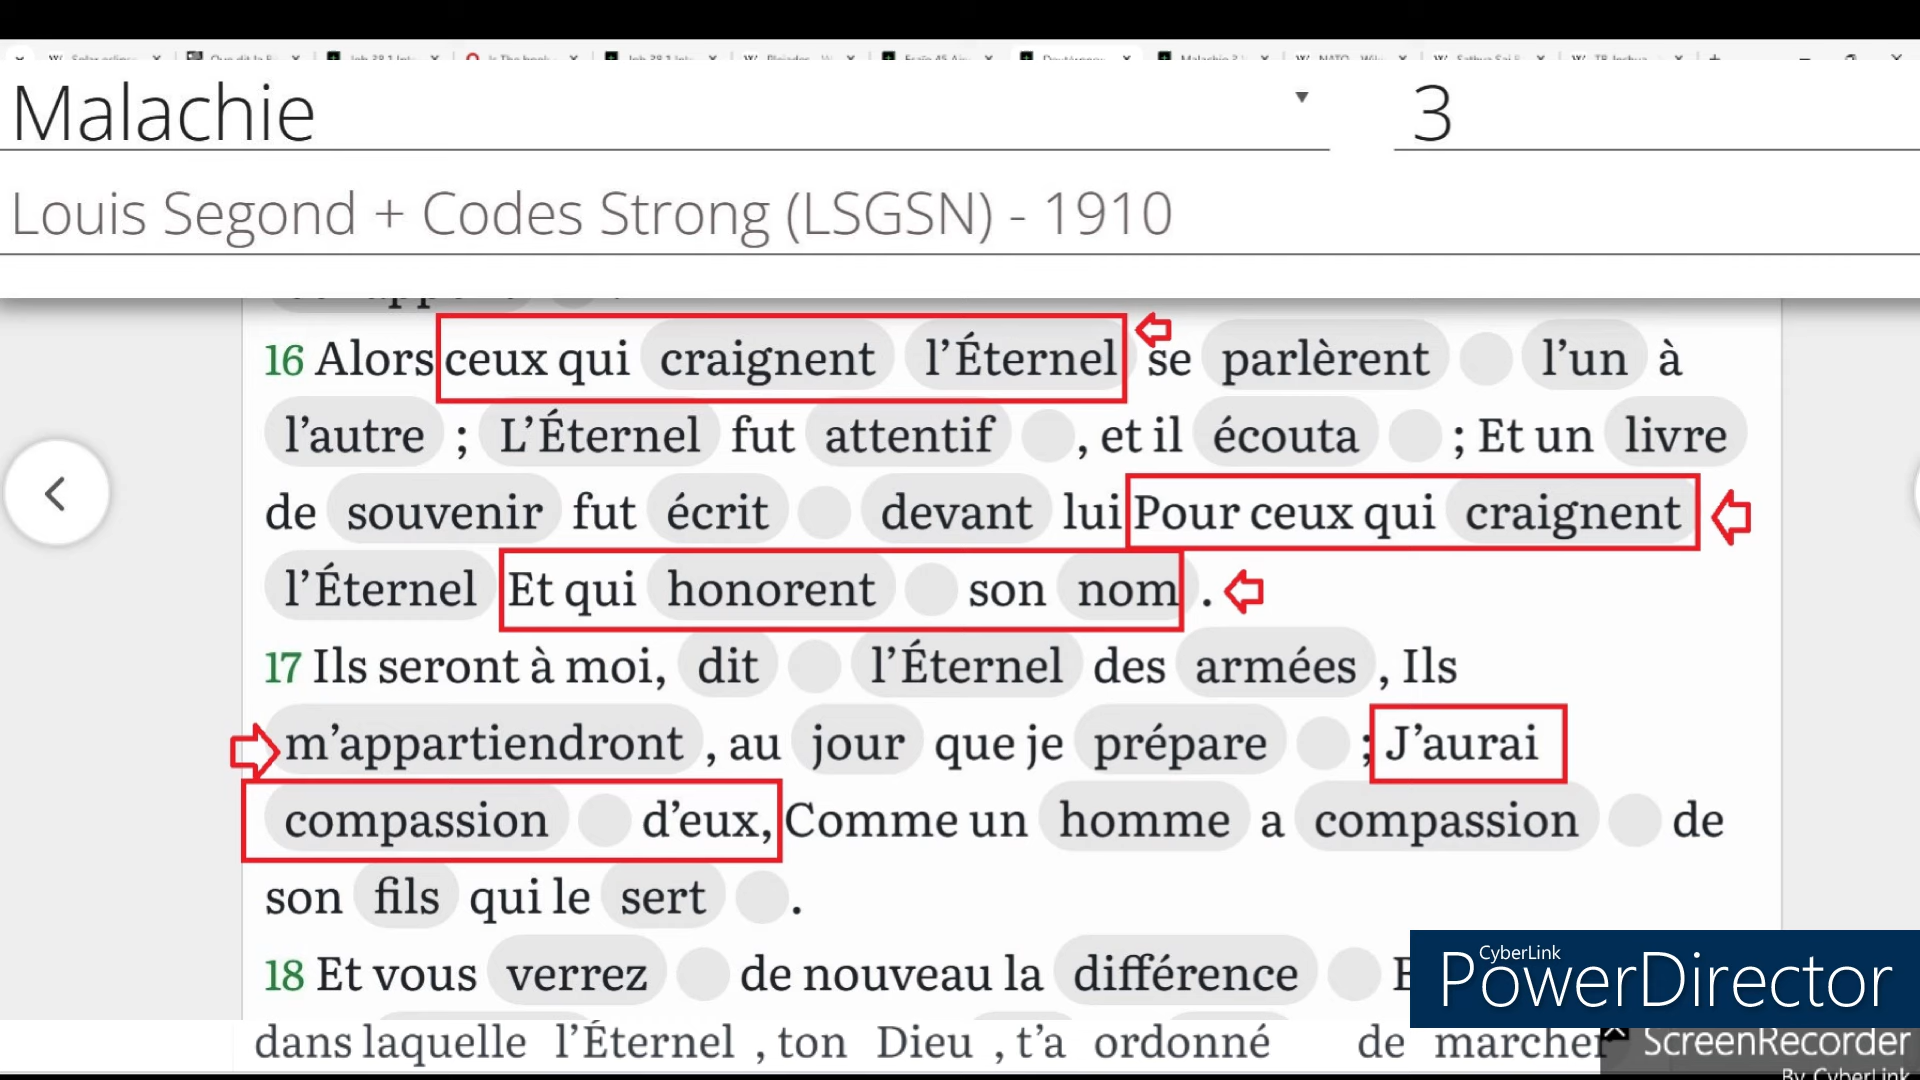 Malachie ▼ 3
Louis Segond + Codes Strong (LSGSN) - 1910
16 Alors ceux qui craignent l’Éternel se parlèrent l’un à
l’autre ; L’Éternel fut attentif , et il écouta ; Et un livre
de souvenir fut écrit devant lui Pour ceux qui craignent
l’Éternel Et qui honorent son nom .
17 Ils seront à moi, dit l’Éternel des armées , Ils
m’appartiendront , au jour que je prépare ; J’aurai
compassion d’eux, Comme un homme a compassion de
son fils qui le sert .
18 Et vous verrez de nouveau la différence
CyberLink
PowerDirector
dans laquelle l’Éternel , ton Dieu , t’a ordonné de marcher
ScreenRecorder
By CyberLink